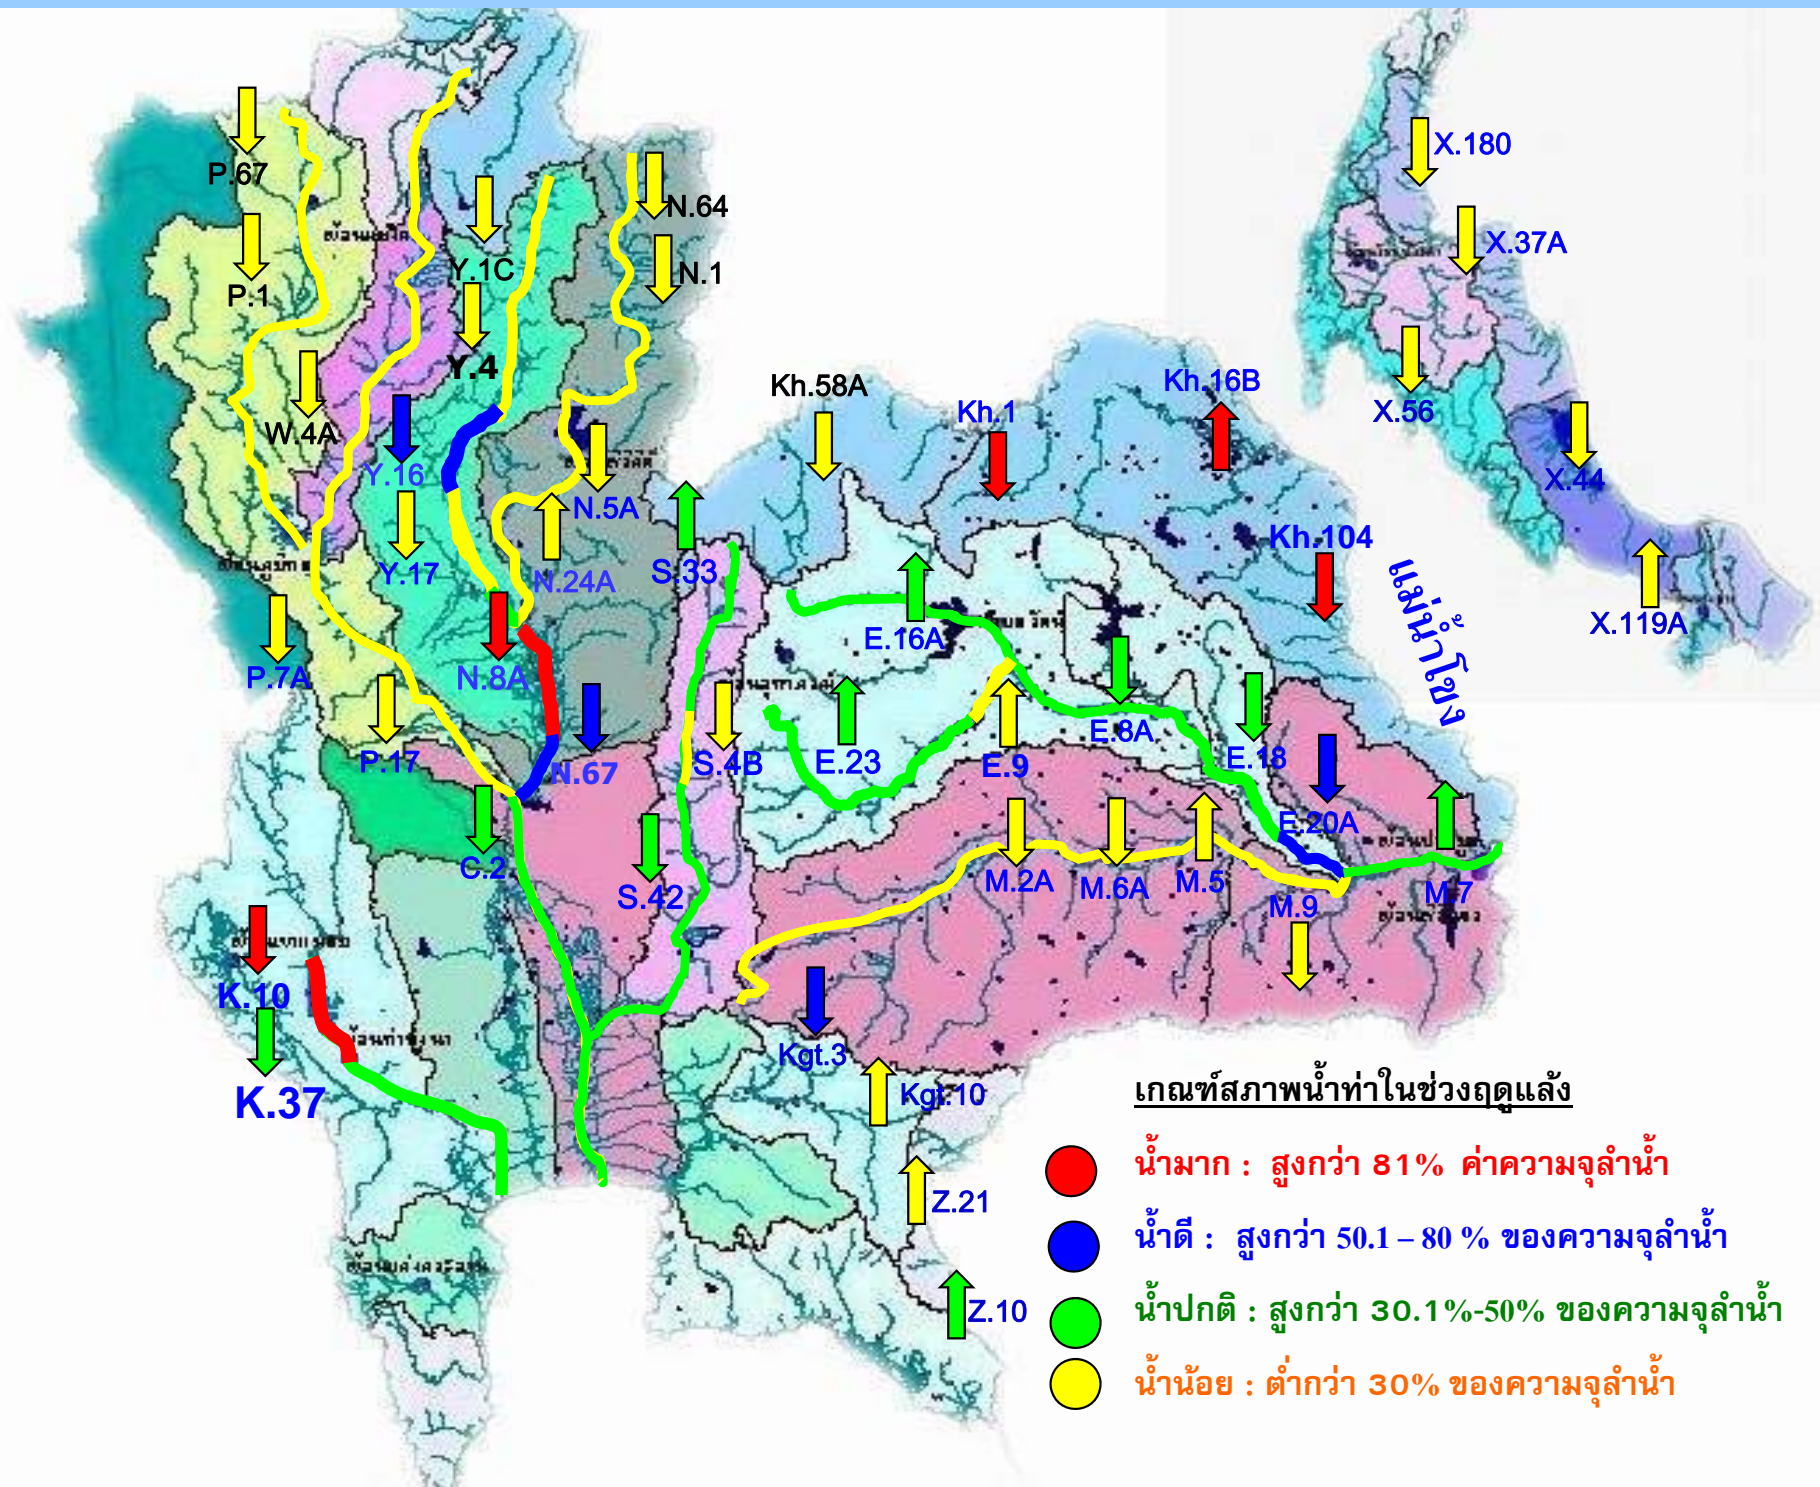 P.67
P.1
W.4A
Y.1C
Y.4
N.64
N.1
Y.16
Y.17
N.5A
N.24A
P.7A
P.17
N.8A
N.67
C.2
S.33
S.4B
S.42
Kh.58A
Kh.1
Kh.16B
Kh.104
แม่น้ำโขง
E.16A
E.23
E.9
E.8A
E.18
E.20A
M.2A
M.6A
M.5
M.9
M.7
K.10
K.37
Kgt.3
Kgt.10
Z.21
Z.10
X.180
X.37A
X.56
X.44
X.119A
เกณฑ์สภาพน้ำท่าในช่วงฤดูแล้ง
น้ำมาก : สูงกว่า 81% ค่าความจุลำน้ำ
น้ำดี : สูงกว่า 50.1 – 80 % ของความจุลำน้ำ
น้ำปกติ : สูงกว่า 30.1%-50% ของความจุลำน้ำ
น้ำน้อย : ต่ำกว่า 30% ของความจุลำน้ำ